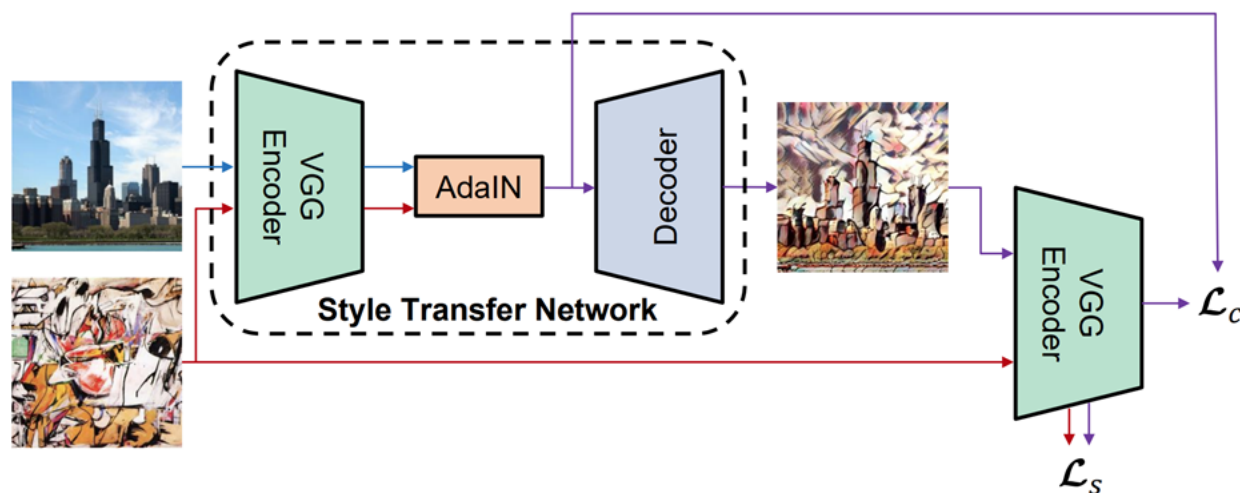 VGG
Encoder
AdaIN
Decoder
Style Transfer Network
VGG
Encoder
𝓛c
𝓛s